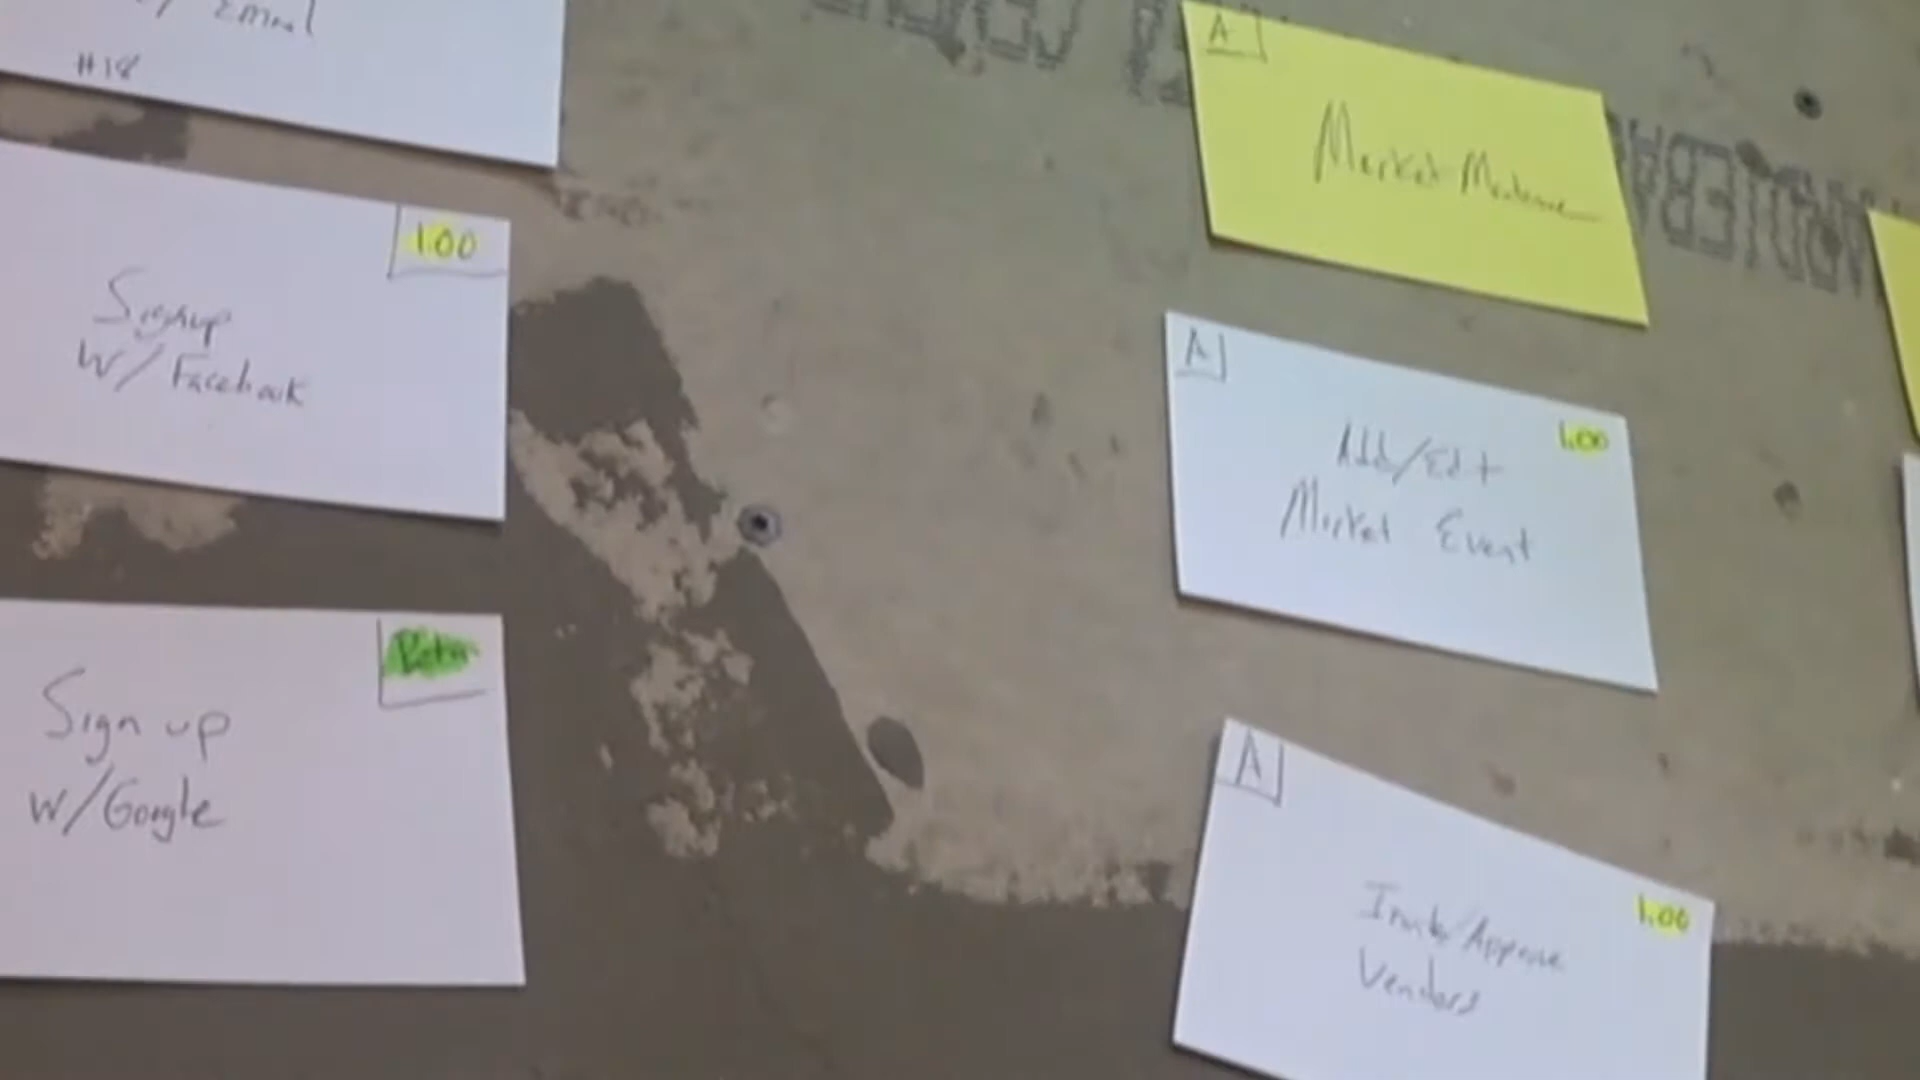 w/ Email
#18
1.00
Signup
w/Facebook
Beta
Sign up
w/Google
A
Market
A
1.00
Add/Edit
Market Event
A
1.00
Invite/Approve
Vendors